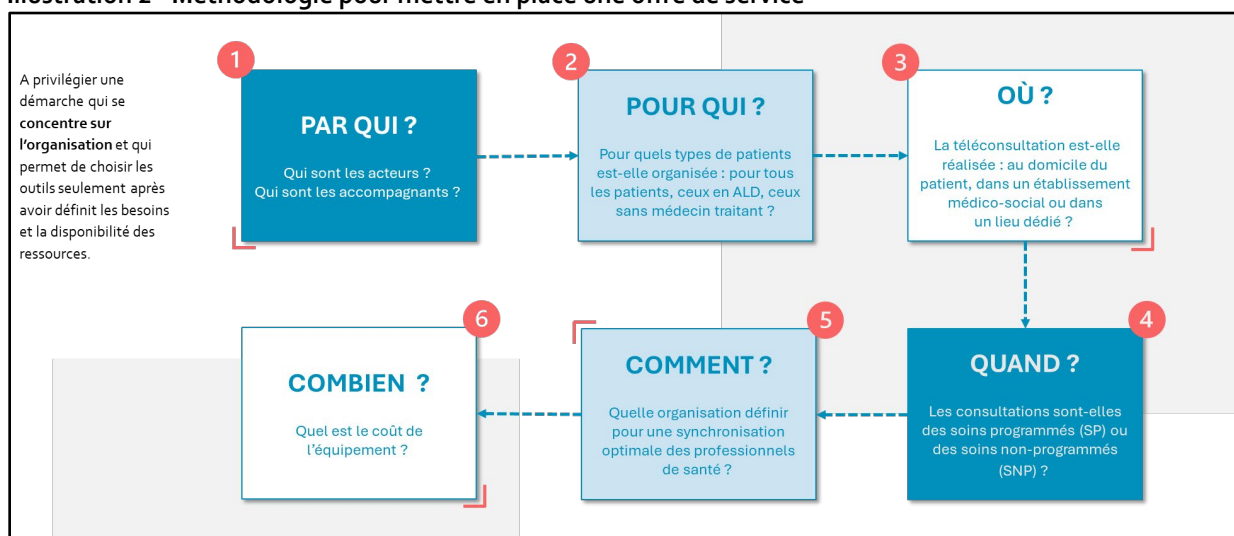 Illustration 2 - Méthodologie pour mettre en place une offre de service
A privilégier une
démarche qui se
concentre sur
l'organisation et qui
permet de choisir les
outils seulement après
avoir définit les besoins
et la disponibilité des
ressources.
1
PAR QUI ?
Qui sont les acteurs ?
Qui sont les accompagnants ?
2
POUR QUI ?
Pour quels types de patients
est-elle organisée : pour tous
les patients, ceux en ALD, ceux
sans médecin traitant ?
3
OÙ ?
La téléconsultation est-elle
réalisée : au domicile du
patient, dans un établissement
médico-social ou dans
un lieu dédié ?
4
QUAND ?
Les consultations sont-elles
des soins programmés (SP) ou
des soins non-programmés
(SNP) ?
5
COMMENT ?
Quelle organisation définir
pour une synchronisation
optimale des professionnels
de santé ?
6
COMBIEN ?
Quel est le coût de
l'équipement ?